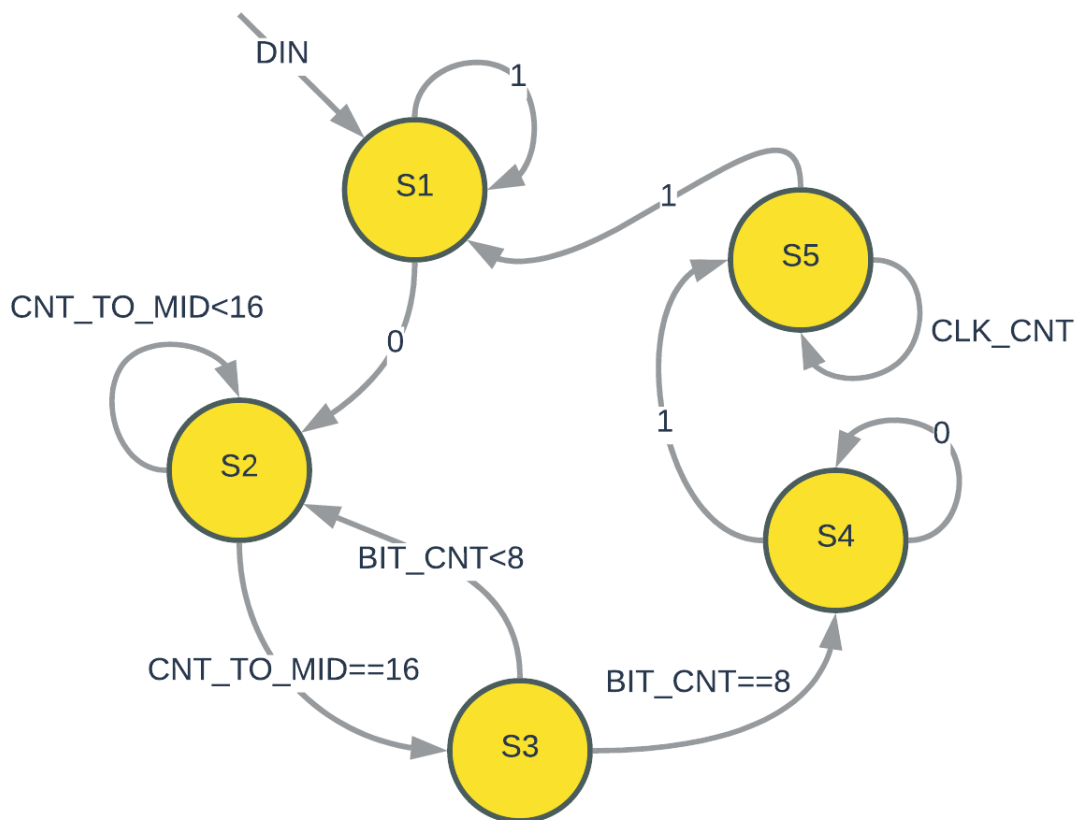 DIN
1
S1
1
S5
CNT_TO_MID<16
0
CLK_CNT
1
0
S2
S4
BIT_CNT<8
CNT_TO_MID==16
BIT_CNT==8
S3